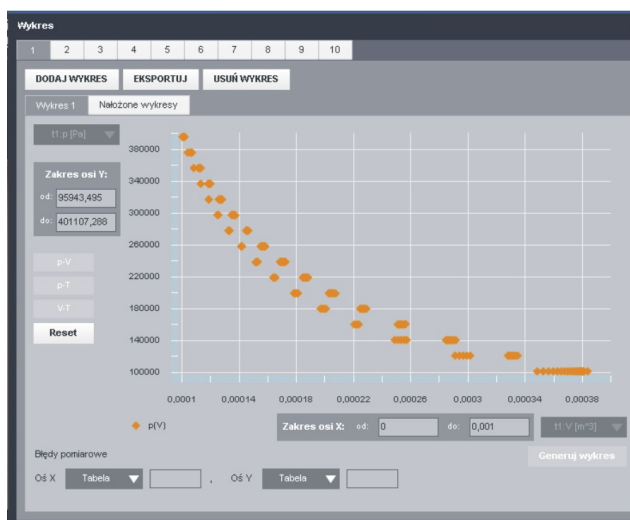 Wykres
1 2 3 4 5 6 7 8 9 10
DODAJ WYKRES EKSPORTUJ USUŃ WYKRES
Wykres 1 Nałożone wykresy
t1:p [Pa]
Zakres osi Y:
od: 95943,495
do: 401107,288
p-V
p-T
V-T
Reset
380000
340000
300000
260000
220000
180000
140000
100000
0,0001 0,00014 0,00018 0,00022 0,00026 0,0003 0,00034 0,00038
p(V)
Zakres osi X: od: 0 do: 0,001 t1:V [m^3]
Błędy pomiarowe
Generuj wykres
Oś X Tabela , Oś Y Tabela